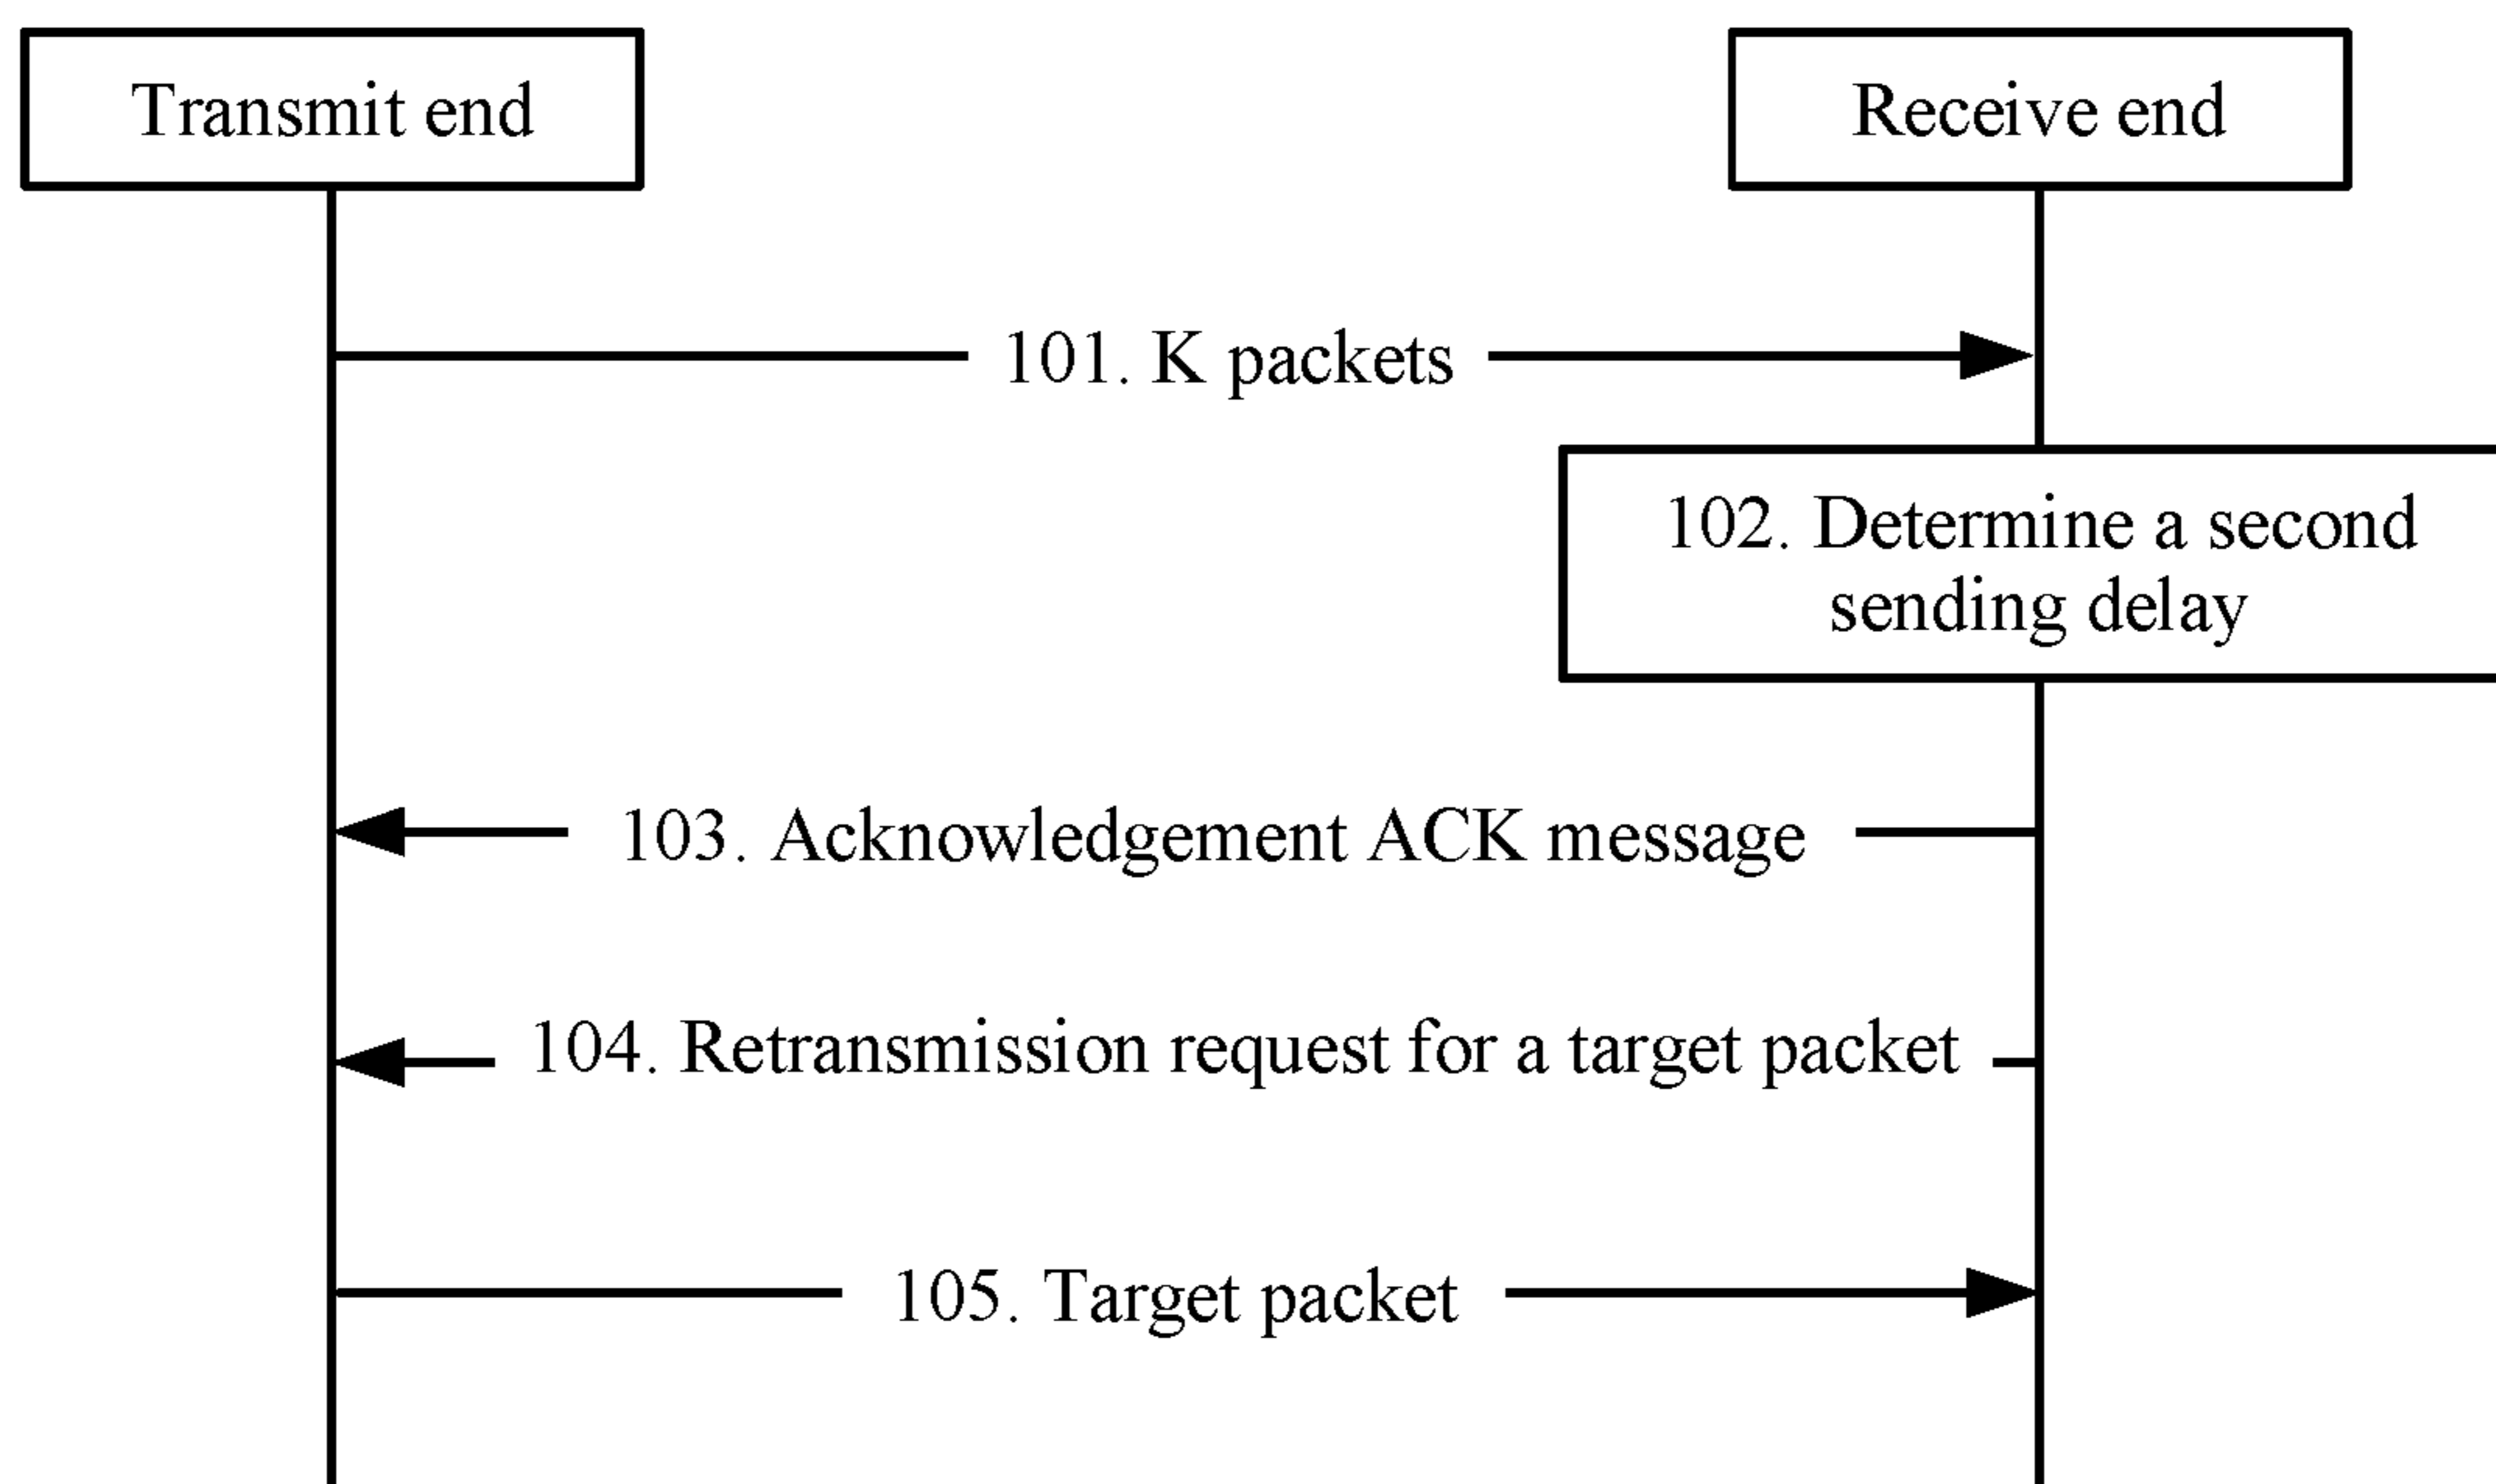 Transmit end
Receive end
101. K packets
102. Determine a second
sending delay
103. Acknowledgement ACK message
104. Retransmission request for a target packet
105. Target packet